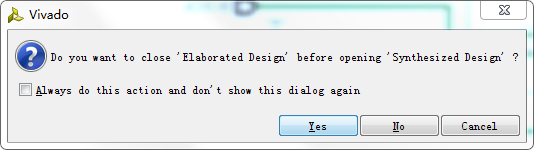 Vivado
Do you want to close 'Elaborated Design' before opening 'Synthesized Design' ?
Always do this action and don't show this dialog again
Yes No Cancel